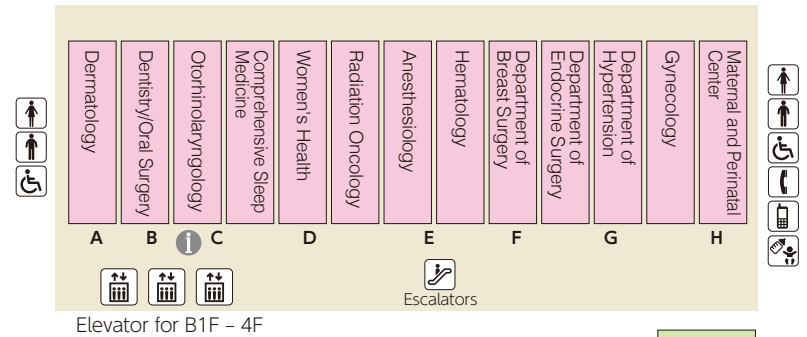 Dermatology
Dentistry/Oral Surgery
Otorhinolaryngology
Comprehensive Sleep
Medicine
Women's Health
Radiation Oncology
Anesthesiology
Hematology
Department of
Breast Surgery
Department of
Endocrine Surgery
Department of
Hypertension
Gynecology
Maternal and Perinatal
Center
A B i C D E F G H
Escalators
Elevator for B1F – 4F